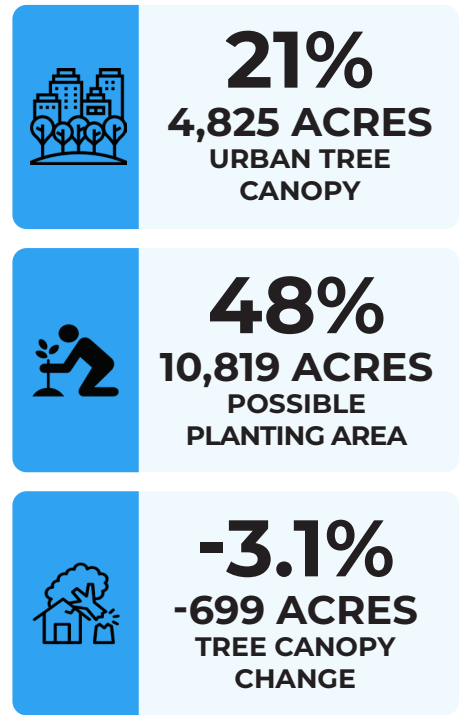 21%
4,825 ACRES
URBAN TREE
CANOPY
48%
10,819 ACRES
POSSIBLE
PLANTING AREA
-3.1%
-699 ACRES
TREE CANOPY
CHANGE